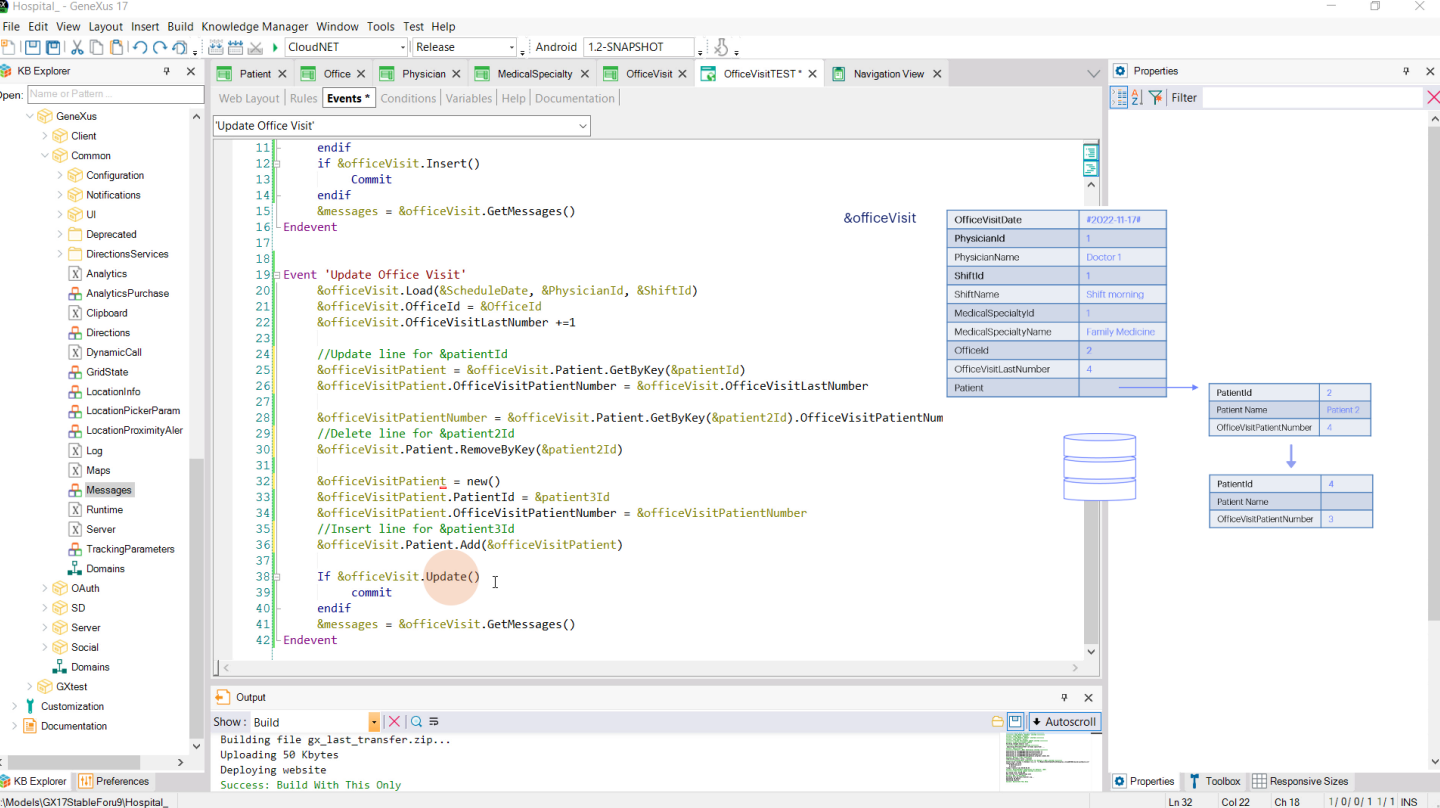 Hospital_ - GeneXus 17
File Edit View Layout Insert Build Knowledge Manager Window Tools Test Help
CloudNET Release Android 1.2-SNAPSHOT
KB Explorer
Open: Name or Pattern ...
GeneXus
Client
Common
Configuration
Notifications
UI
Deprecated
DirectionsServices
Analytics
AnalyticsPurchase
Clipboard
Directions
DynamicCall
GridState
LocationInfo
LocationPickerParam
LocationProximityAler
Log
Maps
Messages
Runtime
Server
TrackingParameters
Domains
OAuth
SD
Server
Social
Domains
GXtest
Customization
Documentation
KB Explorer Preferences
Patient Office Physician MedicalSpecialty OfficeVisit OfficeVisitTEST * Navigation View
Web Layout Rules Events * Conditions Variables Help Documentation
'Update Office Visit'
11 endif
12 if &officeVisit.Insert()
13 Commit
14 endif
15 &messages = &officeVisit.GetMessages()
16 Endevent
17
18
19 Event 'Update Office Visit'
20 &officeVisit.Load(&ScheduleDate, &PhysicianId, &ShiftId)
21 &officeVisit.OfficeId = &OfficeId
22 &officeVisit.OfficeVisitLastNumber +=1
23
24 //Update line for &patientId
25 &officeVisitPatient = &officeVisit.Patient.GetByKey(&patientId)
26 &officeVisitPatient.OfficeVisitPatientNumber = &officeVisit.OfficeVisitLastNumber
27
28 &officeVisitPatientNumber = &officeVisit.Patient.GetByKey(&patient2Id).OfficeVisitPatientNum
29 //Delete line for &patient2Id
30 &officeVisit.Patient.RemoveByKey(&patient2Id)
31
32 &officeVisitPatient = new()
33 &officeVisitPatient.PatientId = &patient3Id
34 &officeVisitPatient.OfficeVisitPatientNumber = &officeVisitPatientNumber
35 //Insert line for &patient3Id
36 &officeVisit.Patient.Add(&officeVisitPatient)
37
38 If &officeVisit.Update()
39 commit
40 endif
41 &messages = &officeVisit.GetMessages()
42 Endevent
&officeVisit
OfficeVisitDate #2022-11-17#
PhysicianId 1
PhysicianName Doctor 1
ShiftId 1
ShiftName Shift morning
MedicalSpecialtyId 1
MedicalSpecialtyName Family Medicine
OfficeId 2
OfficeVisitLastNumber 4
Patient
PatientId 2
Patient Name Patient 2
OfficeVisitPatientNumber 4
PatientId 4
Patient Name
OfficeVisitPatientNumber 3
Output
Show : Build Autoscroll
Building file gx_last_transfer.zip...
Uploading 50 Kbytes
Deploying website
Success: Build With This Only
Properties
Filter
Properties Toolbox Responsive Sizes
:\Models\GX17StableForu9\Hospital_ Ln 32 Col 22 Ch 18 1/ 0/ 0/ 1 1/ 1 INS